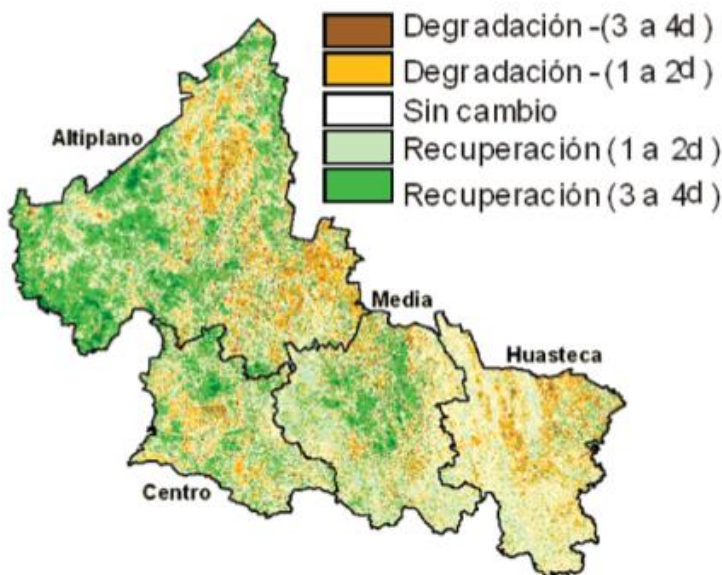 Degradación -(3 a 4d)
Degradación -(1 a 2d)
Sin cambio
Recuperación (1 a 2d)
Recuperación (3 a 4d)
Altiplano
Media
Huasteca
Centro